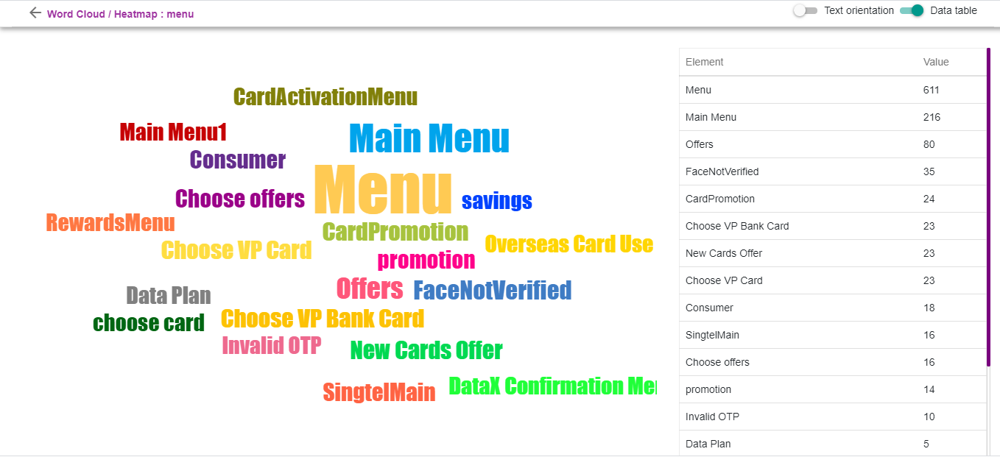 Word Cloud / Heatmap : menu
Text orientation
Data table
CardActivationMenu
Main Menu1
Main Menu
Consumer
Menu
Choose offers
savings
RewardsMenu
CardPromotion
Choose VP Card
Overseas Card Use
promotion
Data Plan
Offers
FaceNotVerified
choose card
Choose VP Bank Card
Invalid OTP
New Cards Offer
SingtelMain
DataX Confirmation Me
Element Value
Menu 611
Main Menu 216
Offers 80
FaceNotVerified 35
CardPromotion 24
Choose VP Bank Card 23
New Cards Offer 23
Choose VP Card 23
Consumer 18
SingtelMain 16
Choose offers 16
promotion 14
Invalid OTP 10
Data Plan 5